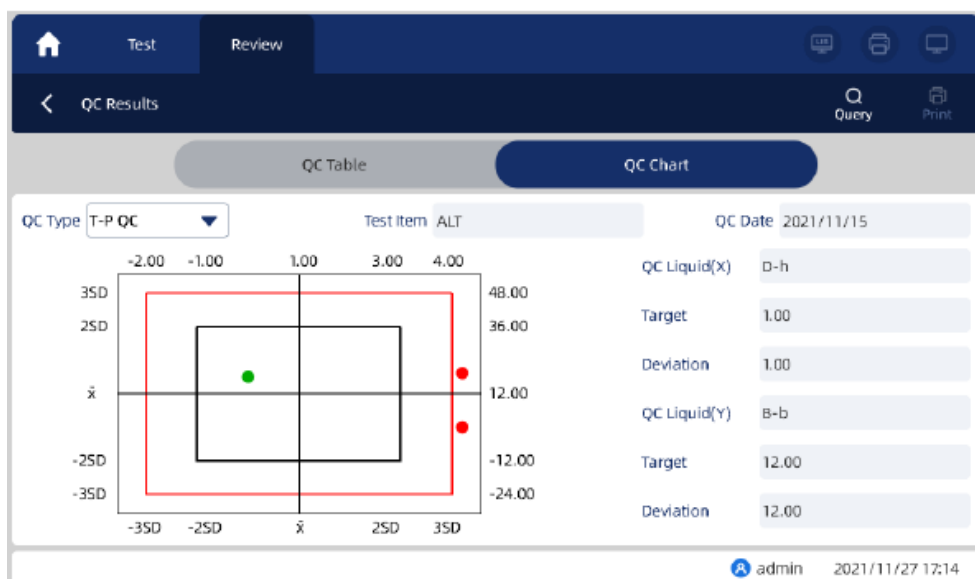 Test Review
QC Results Query Print
QC Table QC Chart
QC Type T-P QC Test Item ALT QC Date 2021/11/15
-2.00 -1.00 1.00 3.00 4.00
3SD 48.00
2SD 36.00
x̄ 12.00
-2SD -12.00
-3SD -24.00
-3SD -2SD x̄ 2SD 3SD
QC Liquid(X) D-h
Target 1.00
Deviation 1.00
QC Liquid(Y) B-b
Target 12.00
Deviation 12.00
admin 2021/11/27 17:14